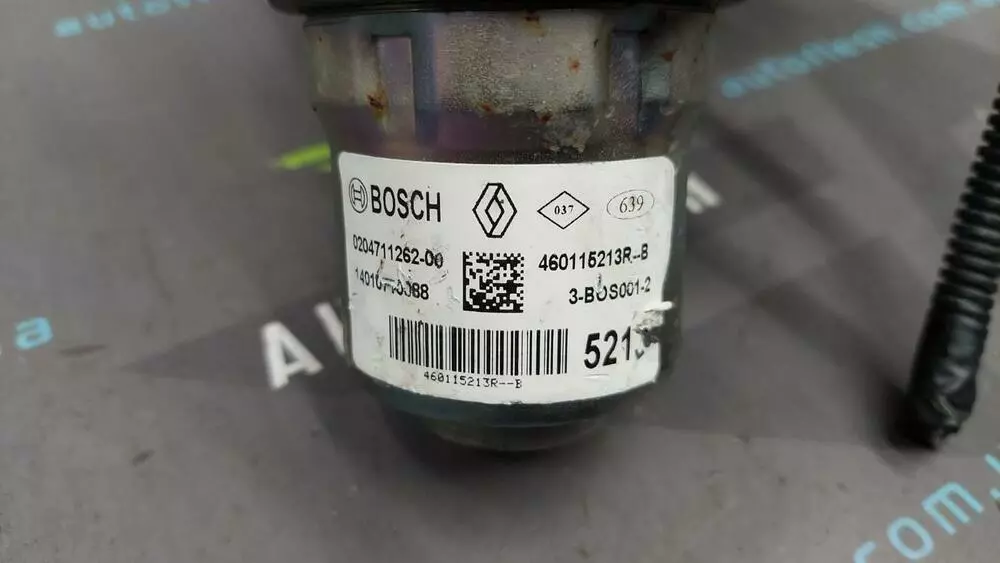 BOSCH 037 639
0204711262-00 460115213R--B
3-BOS001-2
460115213R--B